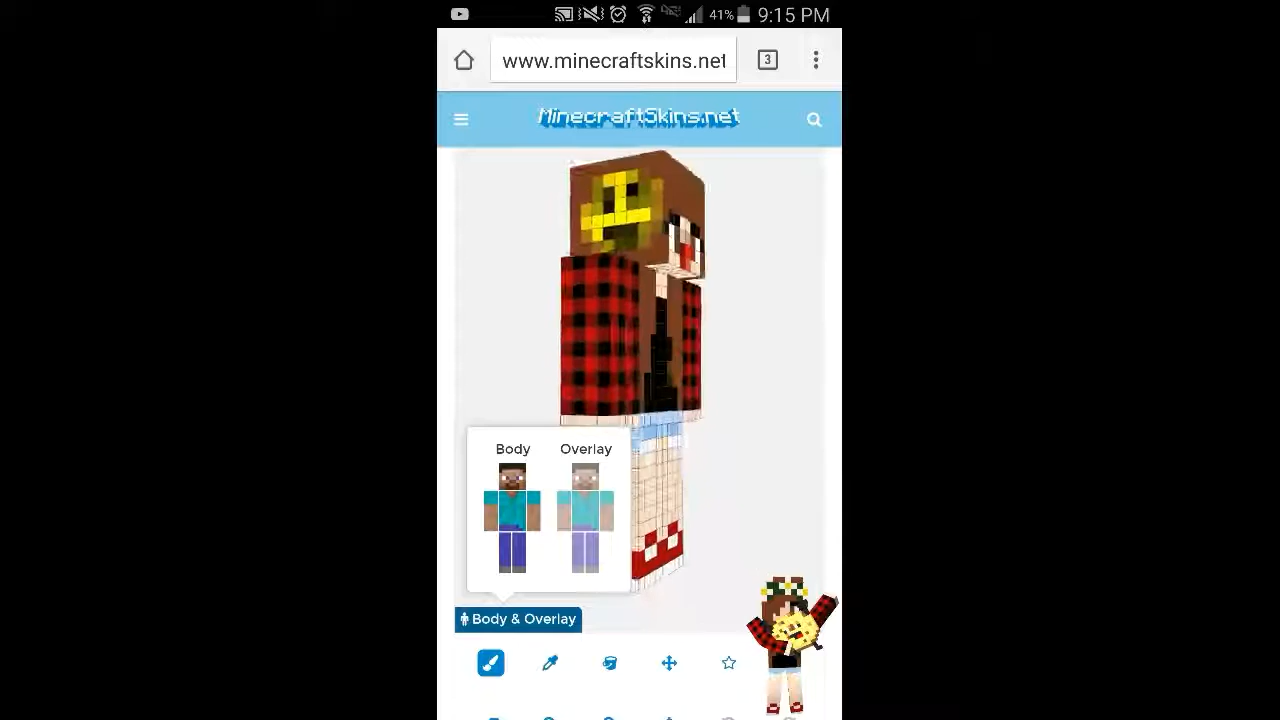 41% 9:15 PM
www.minecraftskins.net
3
MinecraftSkins.net
Body Overlay
Body & Overlay